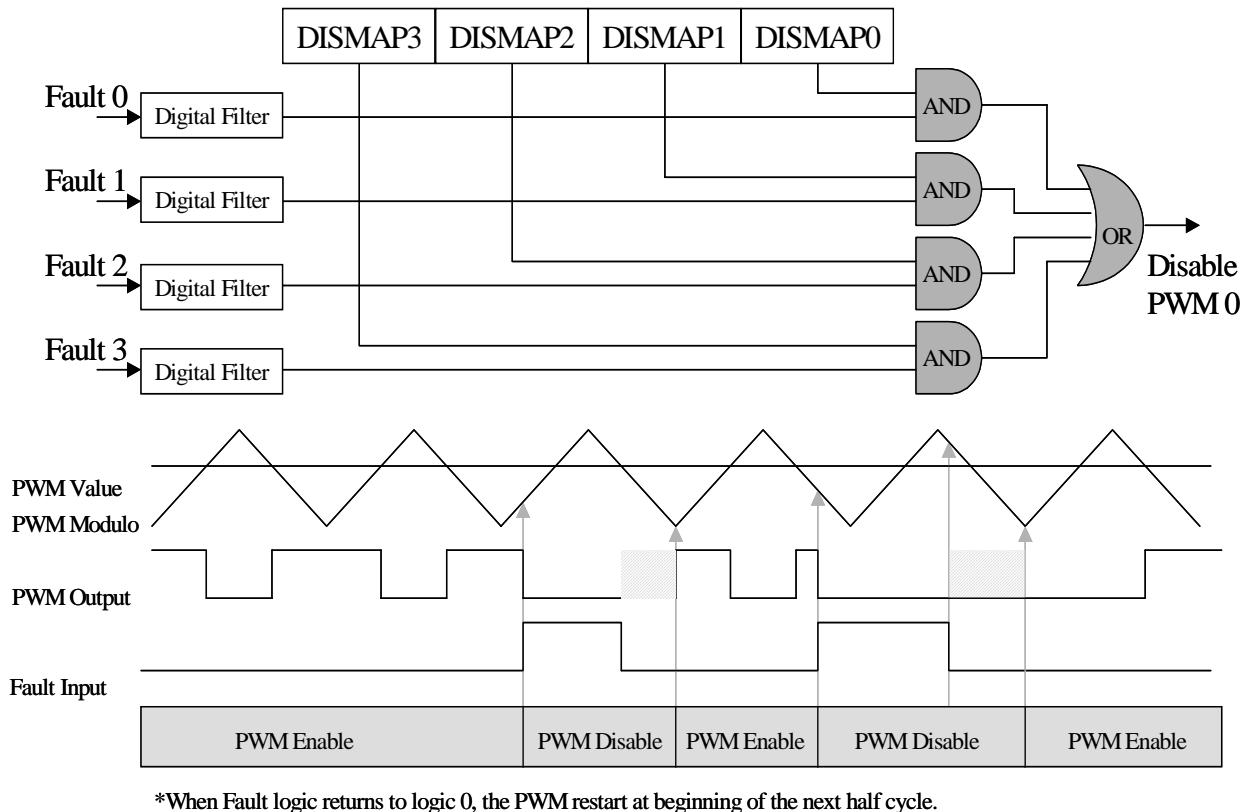 DISMAP3 DISMAP2 DISMAP1 DISMAP0
Fault 0
Digital Filter
AND
Fault 1
Digital Filter
AND
Fault 2
Digital Filter
AND
OR
Disable
PWM 0
Fault 3
Digital Filter
AND
PWM Value
PWM Modulo
PWM Output
Fault Input
PWM Enable PWM Disable PWM Enable PWM Disable PWM Enable
*When Fault logic returns to logic 0, the PWM restart at beginning of the next half cycle.